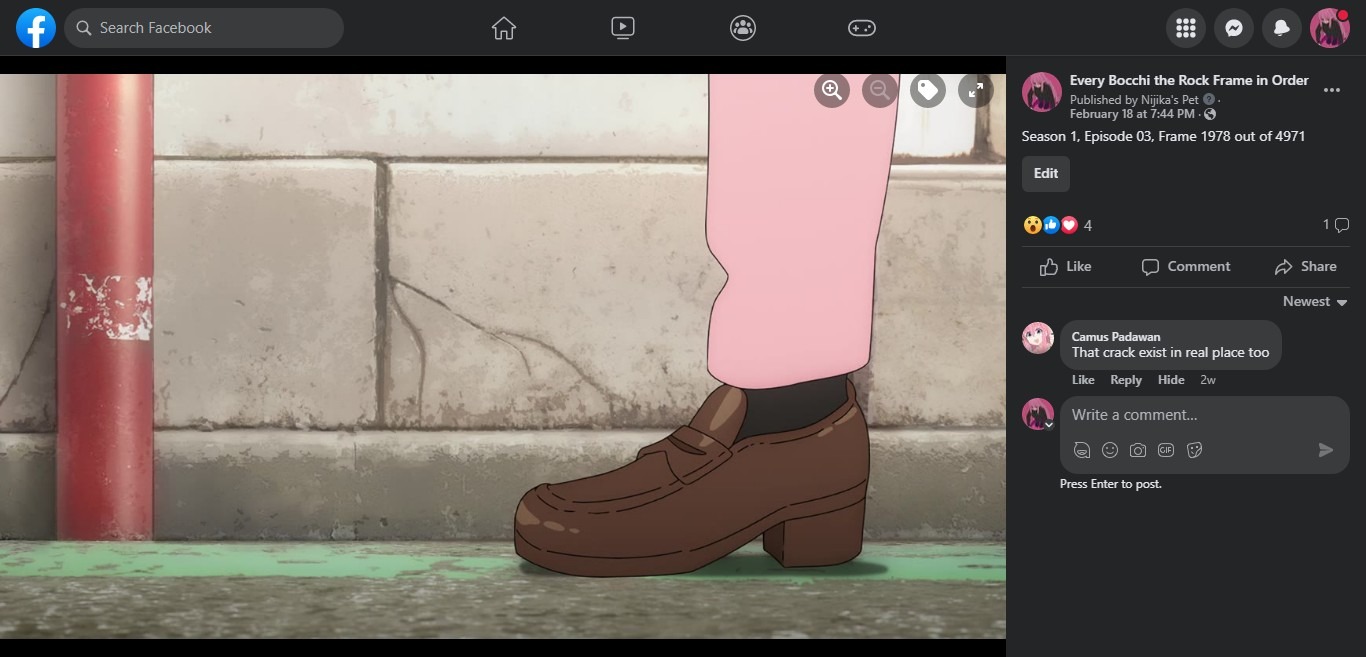 Search Facebook
Every Bocchi the Rock Frame in Order
Published by Nijika's Pet ·
February 18 at 7:44 PM ·
Season 1, Episode 03, Frame 1978 out of 4971
Edit
4
1
Like
Comment
Share
Newest
Camus Padawan
That crack exist in real place too
Like Reply Hide 2w
Write a comment...
GIF
Press Enter to post.